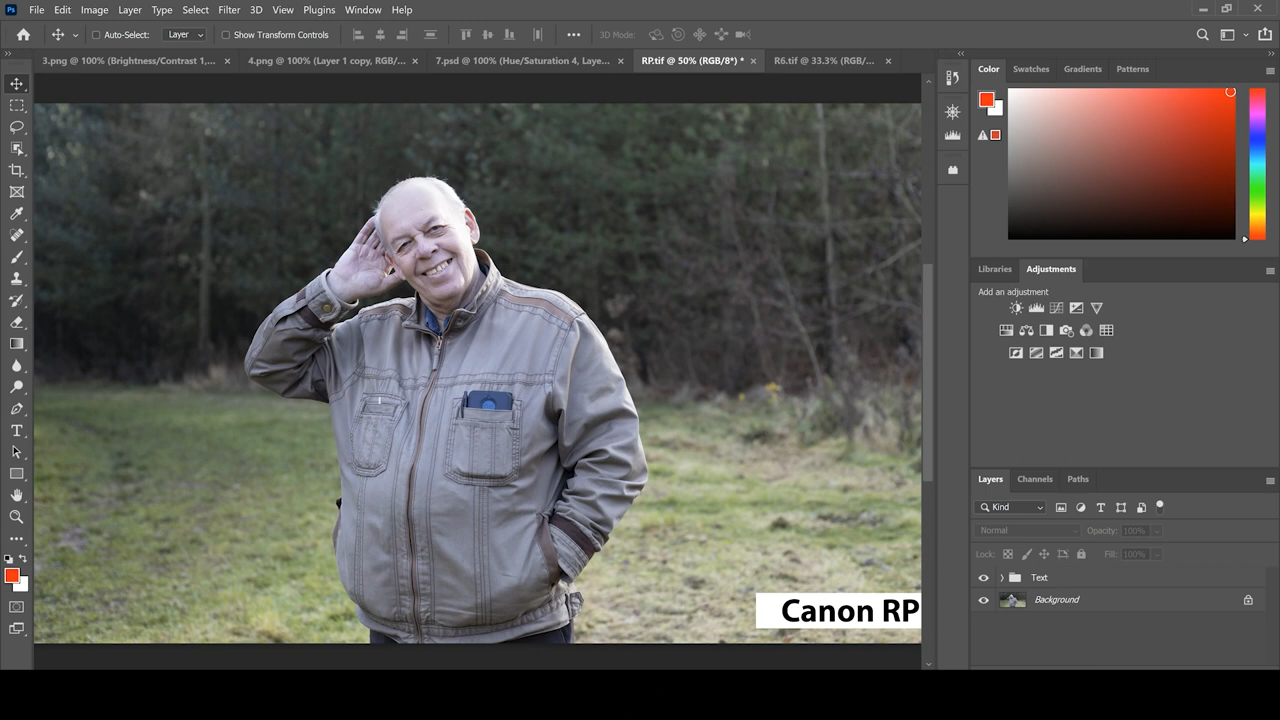 Ps File Edit Image Layer Type Select Filter 3D View Plugins Window Help
Auto-Select: Layer Show Transform Controls 3D Mode:
3.png @ 100% (Brightness/Contrast 1,... × 4.png @ 100% (Layer 1 copy, RGB/... × 7.psd @ 100% (Hue/Saturation 4, Laye... × RP.tif @ 50% (RGB/8*) * × R6.tif @ 33.3% (RGB/... ×
Color Swatches Gradients Patterns
Libraries Adjustments
Add an adjustment
Layers Channels Paths
Kind
Normal Opacity: 100%
Lock: Fill: 100%
Text
Background
Canon RP